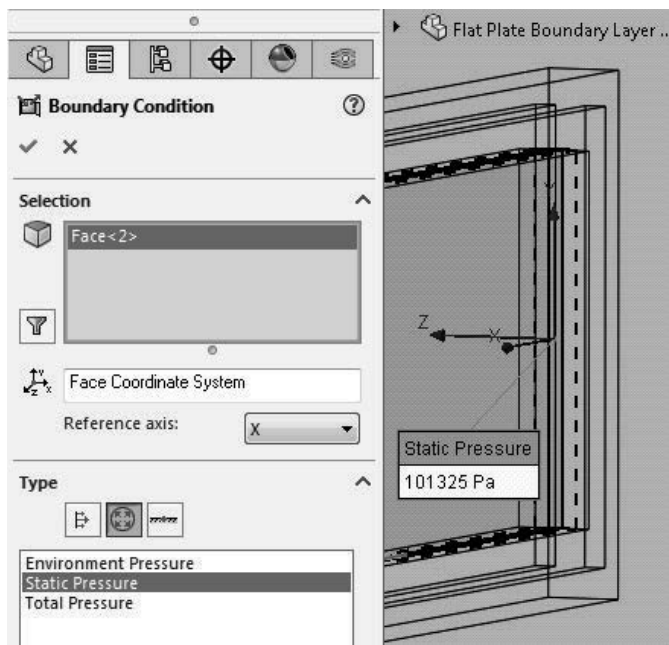 Flat Plate Boundary Layer ..
Boundary Condition
Selection
Face<2>
Face Coordinate System
Reference axis:
X
Type
Environment Pressure
Static Pressure
Total Pressure
Y
Z
X
Static Pressure
101325 Pa